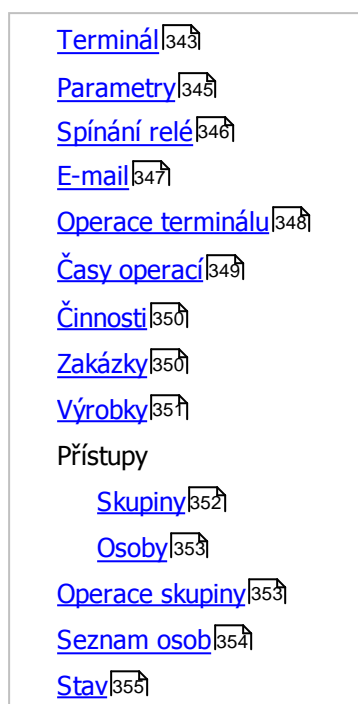 Terminál 343
Parametry 345
Spínání relé 346
E-mail 347
Operace terminálu 348
Časy operací 349
Činnosti 350
Zakázky 350
Výrobky 351
Přístupy
Skupiny 352
Osoby 353
Operace skupiny 353
Seznam osob 354
Stav 355